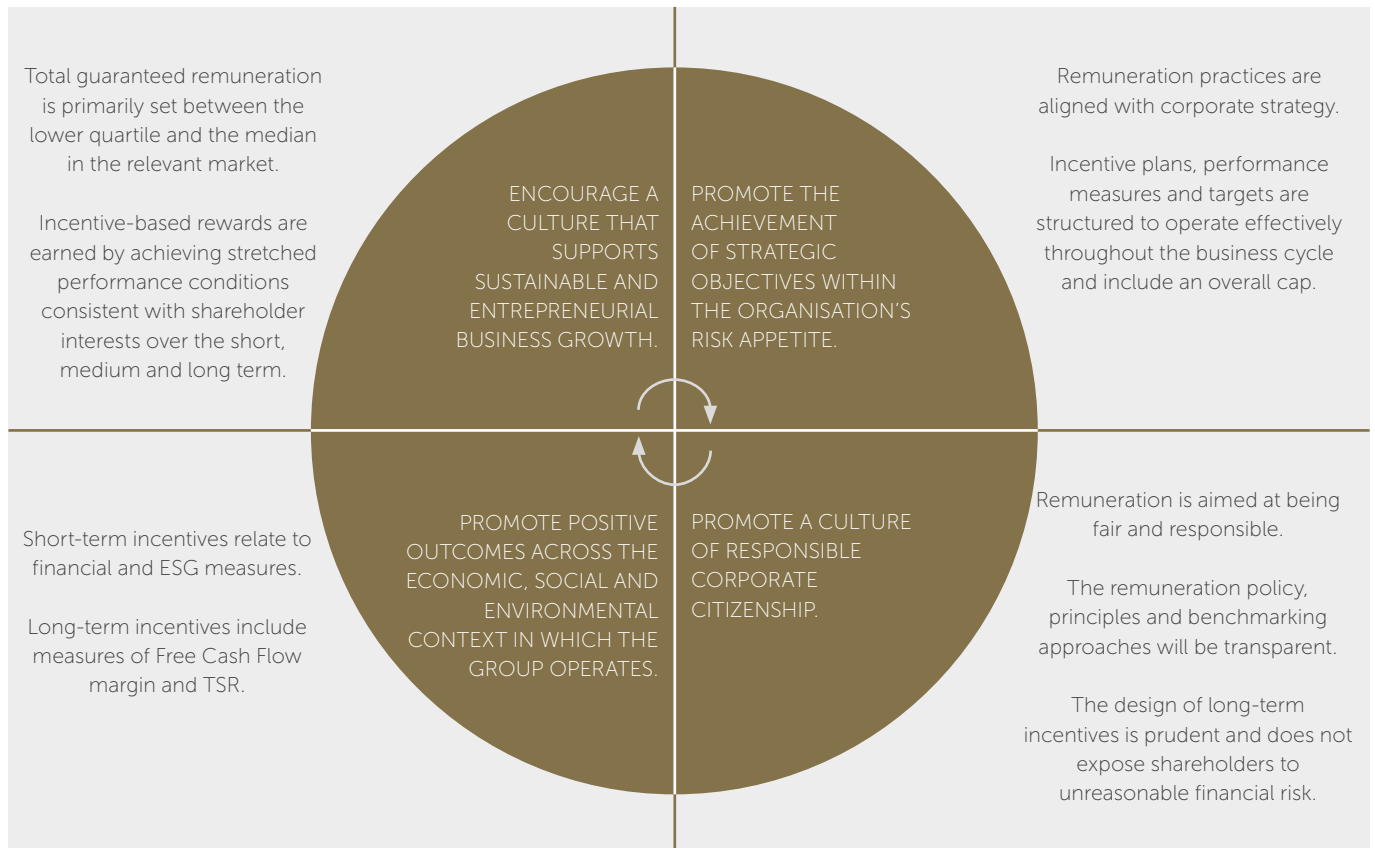 Total guaranteed remuneration
is primarily set between the
lower quartile and the median
in the relevant market.
Incentive-based rewards are
earned by achieving stretched
performance conditions
consistent with shareholder
interests over the short,
medium and long term.
ENCOURAGE A
CULTURE THAT
SUPPORTS
SUSTAINABLE AND
ENTREPRENEURIAL
BUSINESS GROWTH.
PROMOTE THE
ACHIEVEMENT
OF STRATEGIC
OBJECTIVES WITHIN
THE ORGANISATION’S
RISK APPETITE.
Remuneration practices are
aligned with corporate strategy.
Incentive plans, performance
measures and targets are
structured to operate effectively
throughout the business cycle
and include an overall cap.
Short-term incentives relate to
financial and ESG measures.
Long-term incentives include
measures of Free Cash Flow
margin and TSR.
PROMOTE POSITIVE
OUTCOMES ACROSS THE
ECONOMIC, SOCIAL AND
ENVIRONMENTAL
CONTEXT IN WHICH THE
GROUP OPERATES.
PROMOTE A CULTURE
OF RESPONSIBLE
CORPORATE
CITIZENSHIP.
Remuneration is aimed at being
fair and responsible.
The remuneration policy,
principles and benchmarking
approaches will be transparent.
The design of long-term
incentives is prudent and does not
expose shareholders to
unreasonable financial risk.